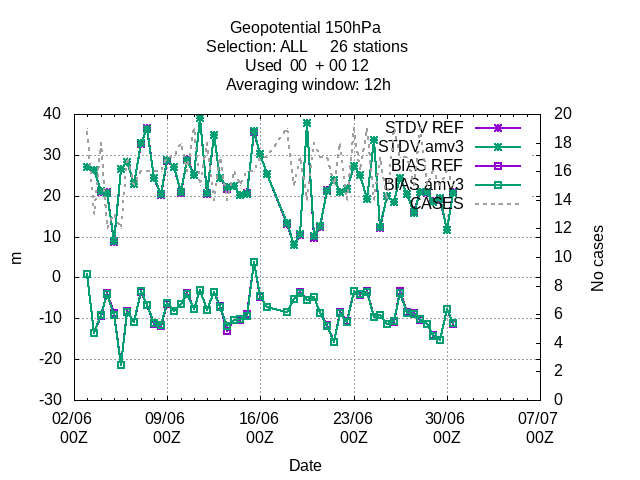 Geopotential 150hPa
Selection: ALL 26 stations
Used 00 + 00 12
Averaging window: 12h
40 20
STDV REF
STDV amv3
30 18
BIAS REF
16
BIAS amv3
20
CASES
14
10 12
10
m
No cases
0
8
-10
6
4
-20
2
-30 0
02/06 09/06 16/06 23/06 30/06 07/07
00Z 00Z 00Z 00Z 00Z 00Z
Date